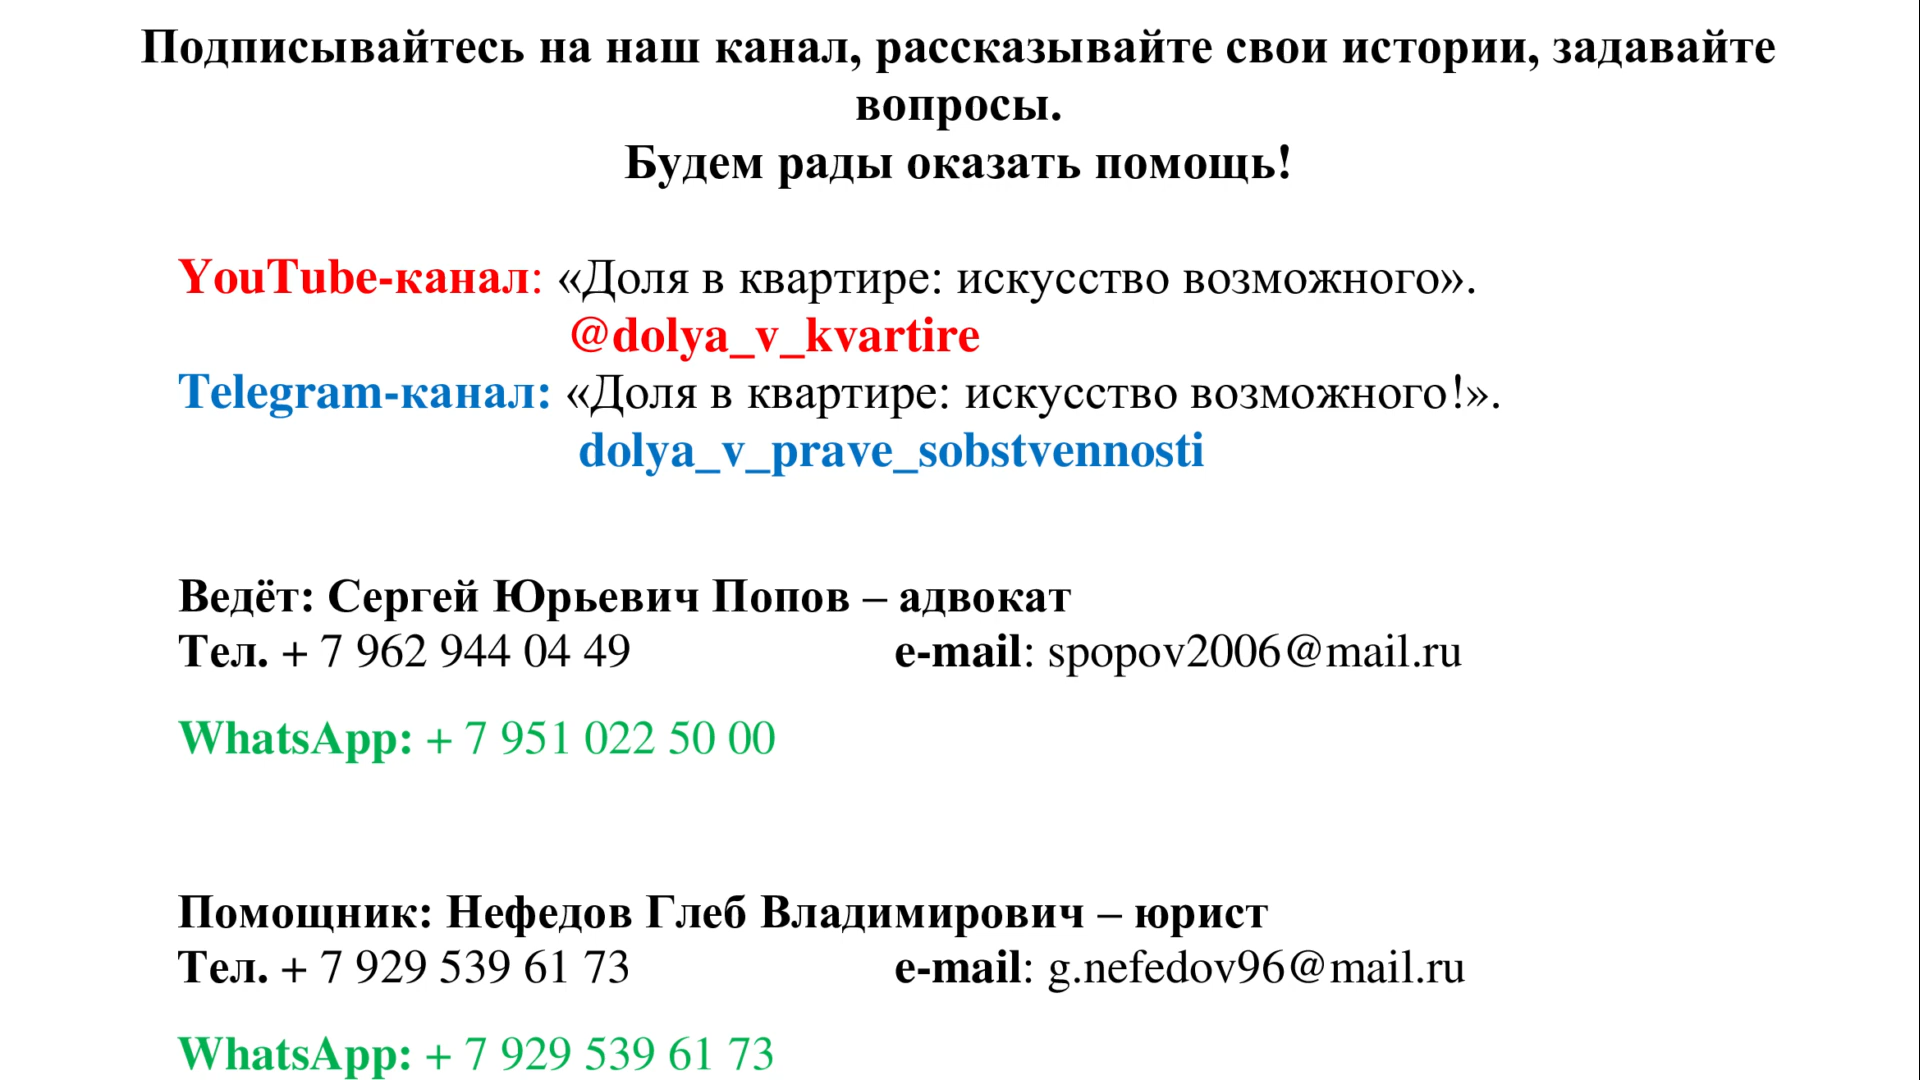 Подписывайтесь на наш канал, рассказывайте свои истории, задавайте
вопросы.
Будем рады оказать помощь!
YouTube-канал: «Доля в квартире: искусство возможного».
@dolya_v_kvartire
Telegram-канал: «Доля в квартире: искусство возможного!».
dolya_v_prave_sobstvennosti
Ведёт: Сергей Юрьевич Попов – адвокат
Тел. + 7 962 944 04 49 e-mail: spopov2006@mail.ru
WhatsApp: + 7 951 022 50 00
Помощник: Нефедов Глеб Владимирович – юрист
Тел. + 7 929 539 61 73 e-mail: g.nefedov96@mail.ru
WhatsApp: + 7 929 539 61 73